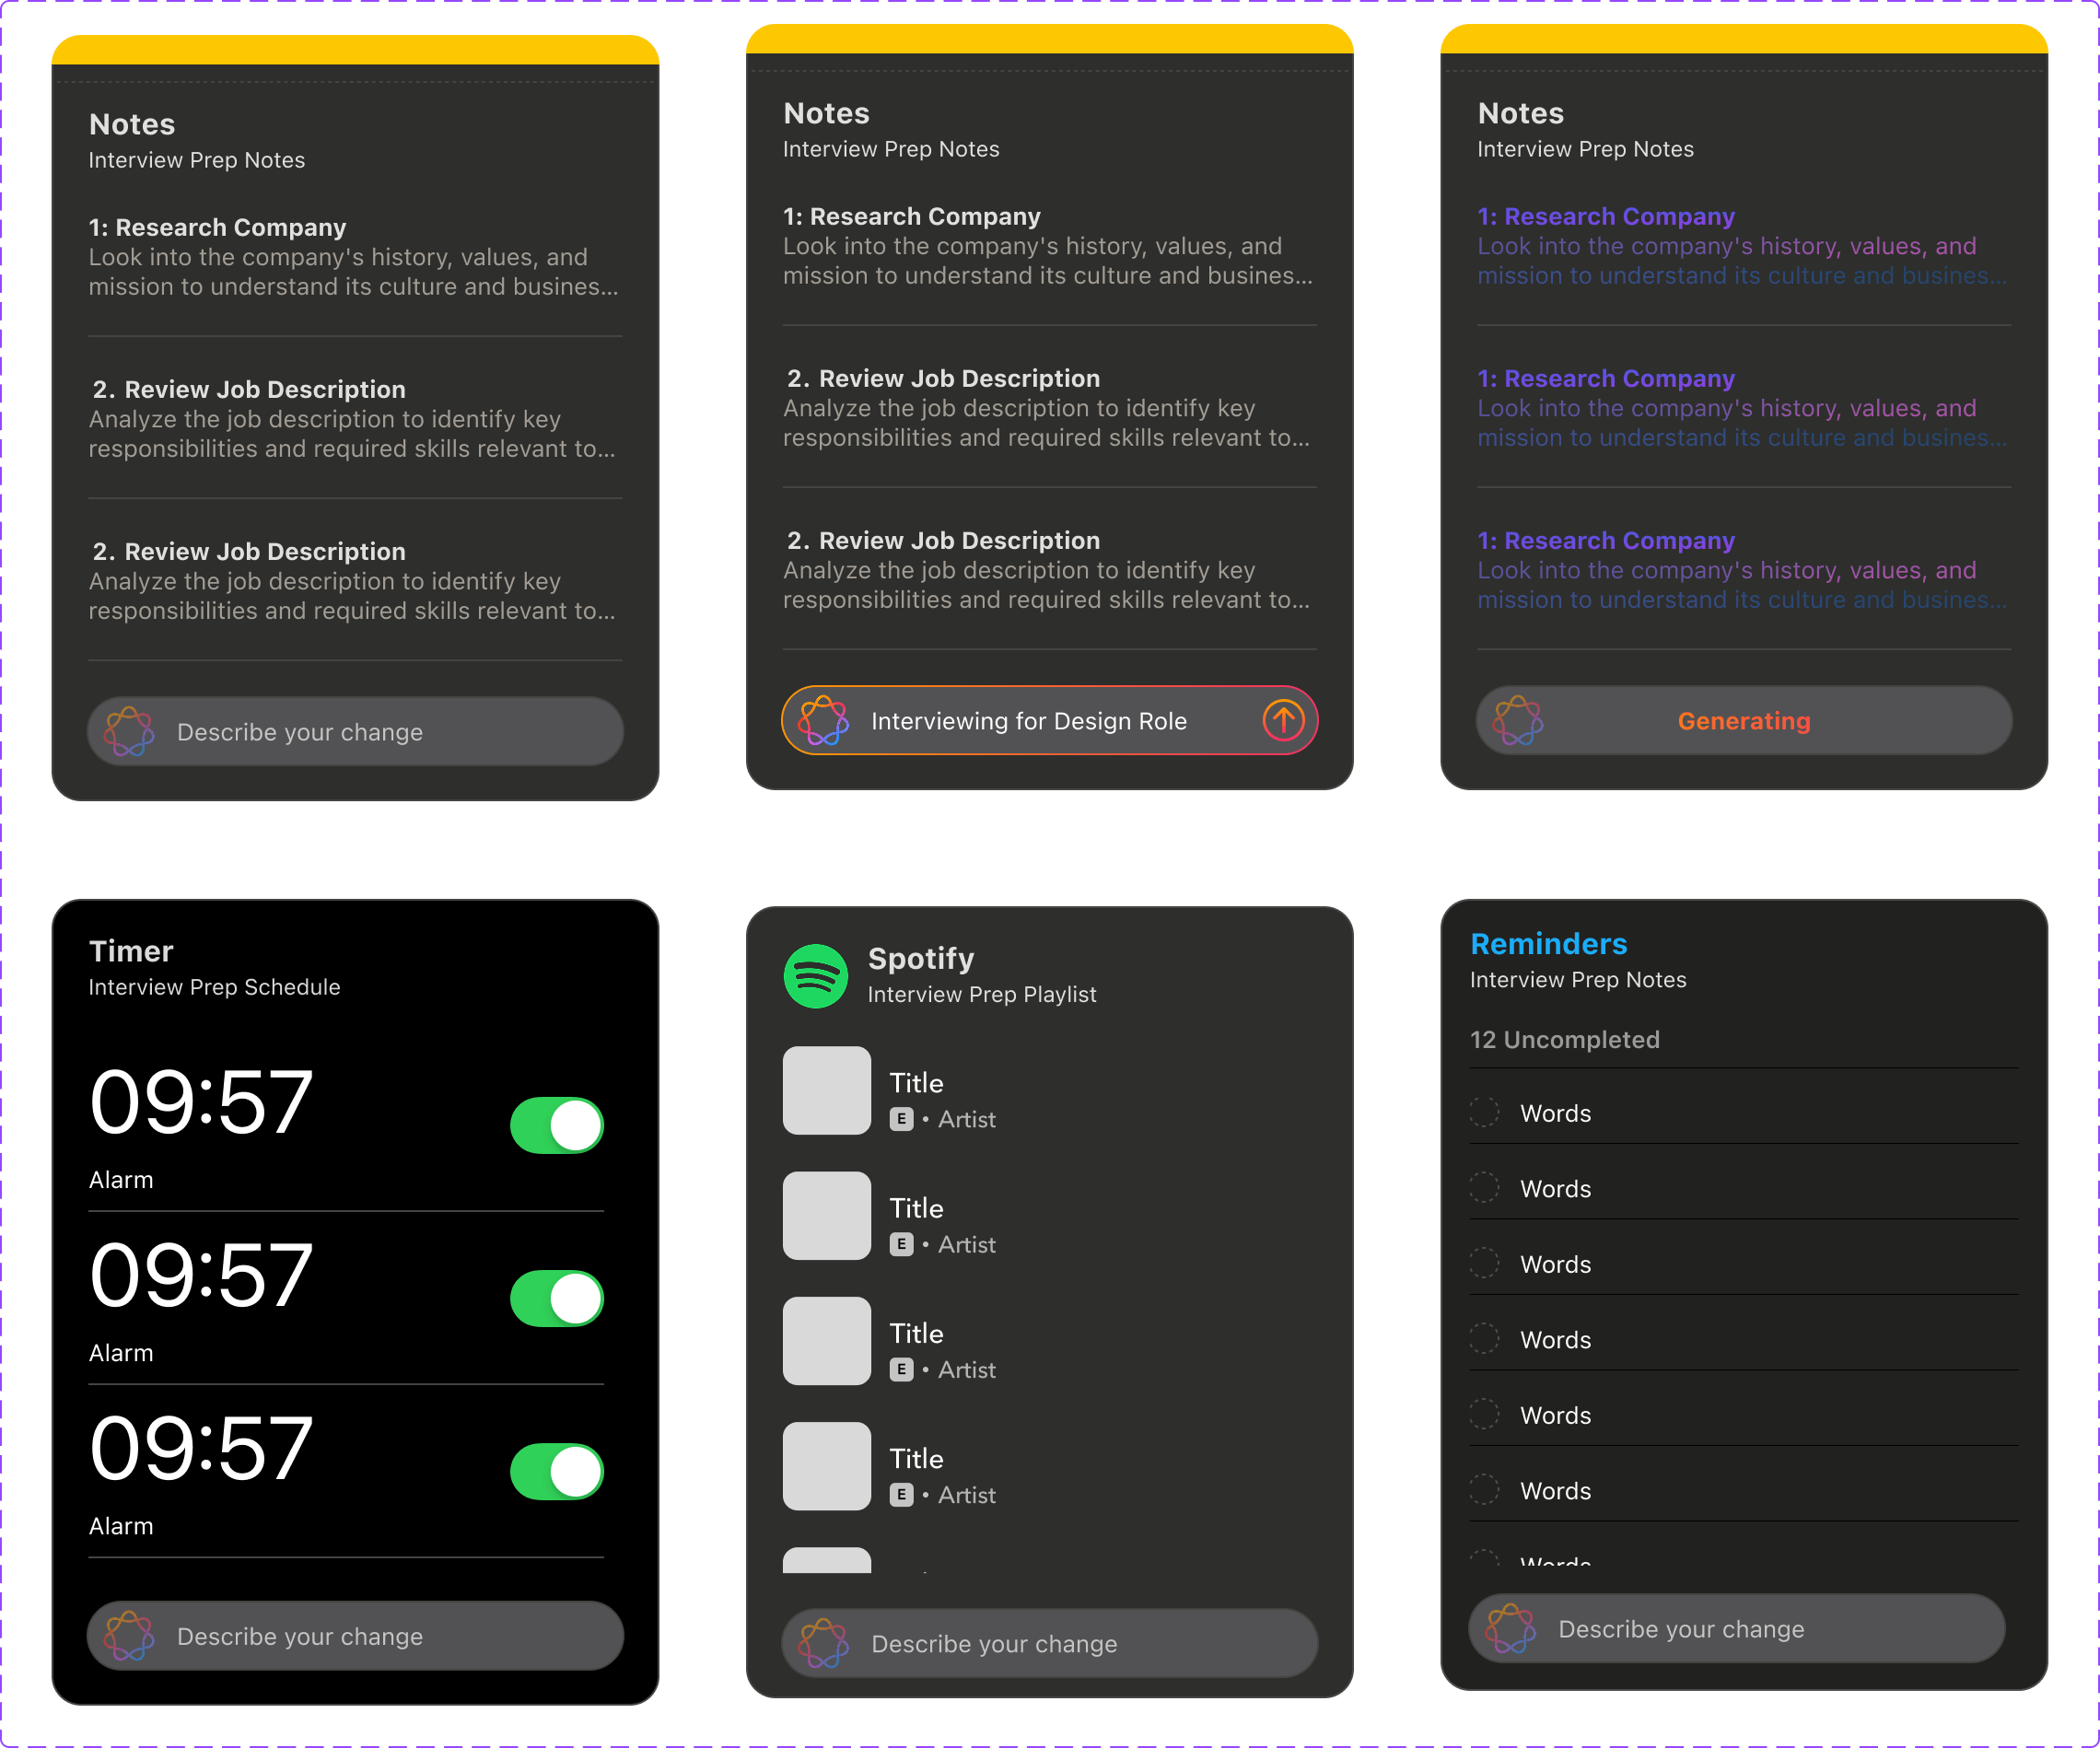 Notes
Interview Prep Notes
1: Research Company
Look into the company's history, values, and
mission to understand its culture and busines...
2. Review Job Description
Analyze the job description to identify key
responsibilities and required skills relevant to...
2. Review Job Description
Analyze the job description to identify key
responsibilities and required skills relevant to...
Describe your change
Notes
Interview Prep Notes
1: Research Company
Look into the company's history, values, and
mission to understand its culture and busines...
2. Review Job Description
Analyze the job description to identify key
responsibilities and required skills relevant to...
2. Review Job Description
Analyze the job description to identify key
responsibilities and required skills relevant to...
Interviewing for Design Role
Notes
Interview Prep Notes
1: Research Company
Look into the company's history, values, and
mission to understand its culture and busines...
1: Research Company
Look into the company's history, values, and
mission to understand its culture and busines...
1: Research Company
Look into the company's history, values, and
mission to understand its culture and busines...
Generating
Timer
Interview Prep Schedule
09:57
Alarm
09:57
Alarm
09:57
Alarm
Describe your change
Spotify
Interview Prep Playlist
Title
E • Artist
Title
E • Artist
Title
E • Artist
Title
E • Artist
Describe your change
Reminders
Interview Prep Notes
12 Uncompleted
Words
Words
Words
Words
Words
Words
Words
Describe your change